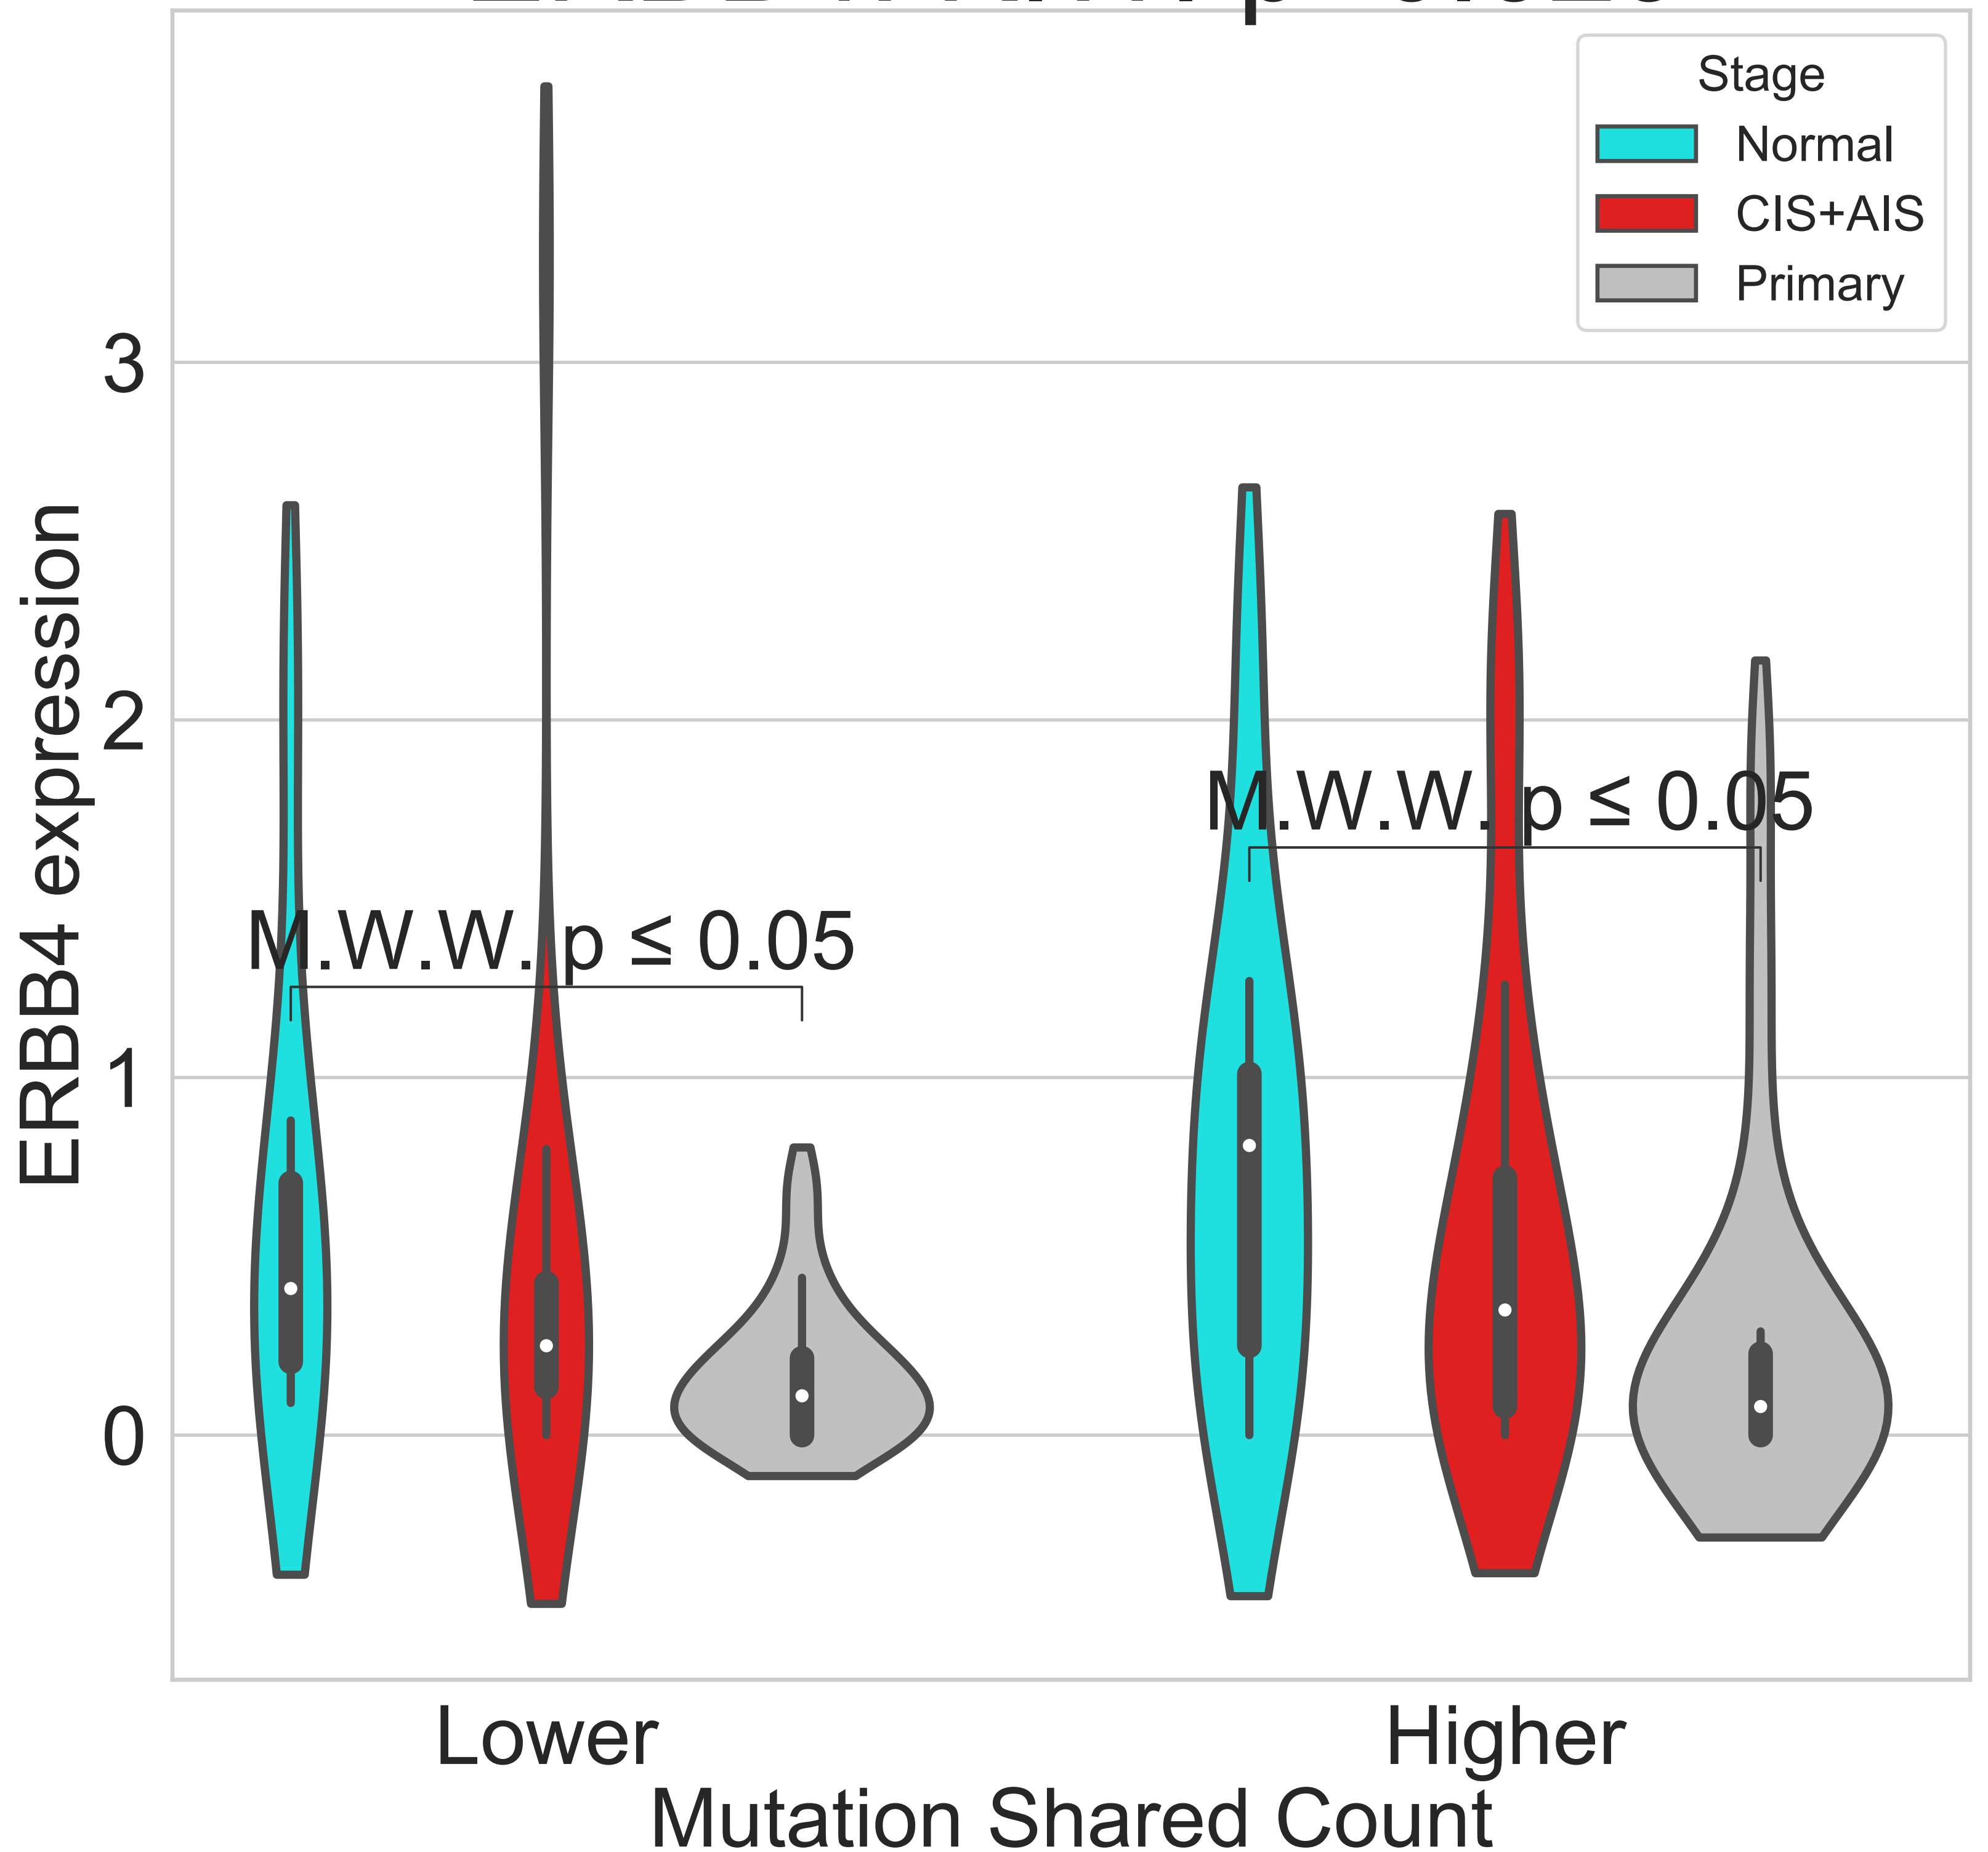 Stage
Normal
CIS+AIS
Primary
3
2
1
0
ERBB4 expression
M.W.W. p ≤ 0.05
M.W.W. p ≤ 0.05
Lower
Higher
Mutation Shared Count